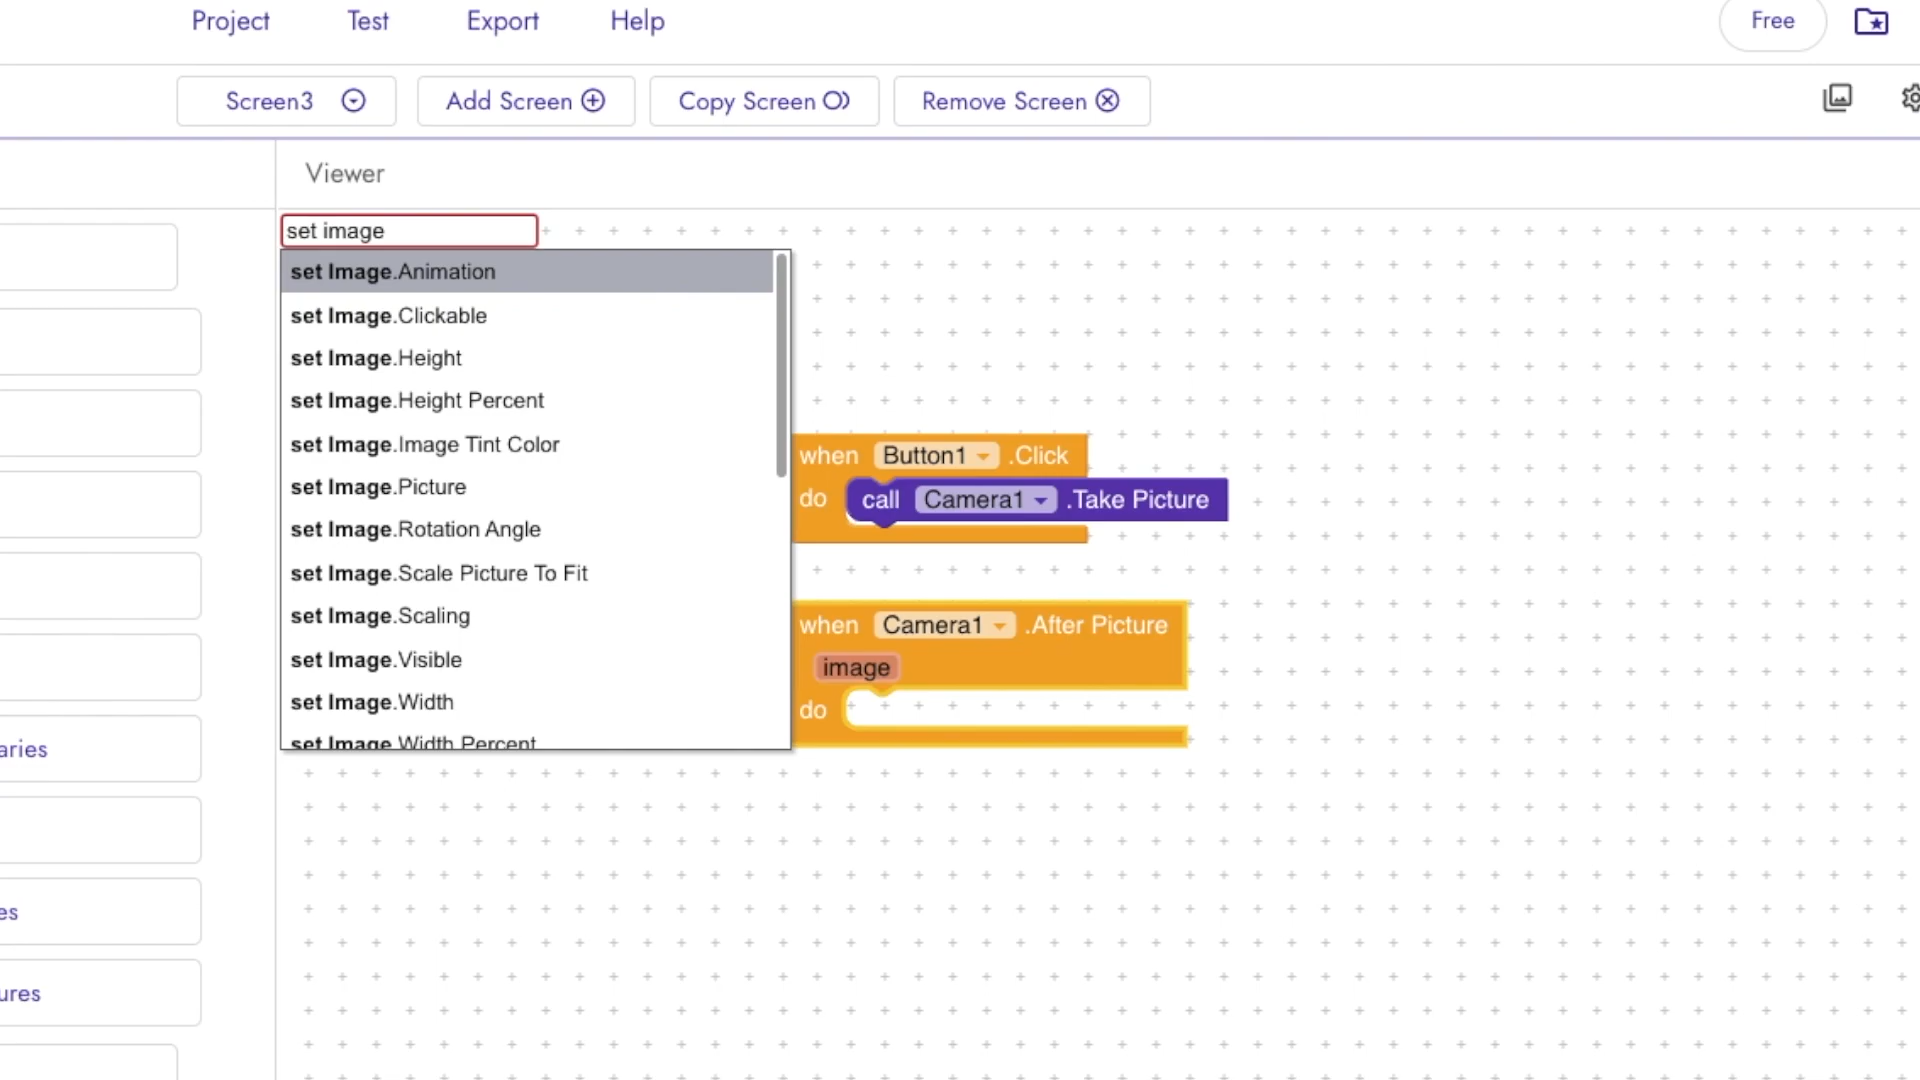 Project Test Export Help Free
Screen3 Add Screen Copy Screen Remove Screen
Viewer
set image
set Image.Animation
set Image.Clickable
set Image.Height
set Image.Height Percent
set Image.Image Tint Color
set Image.Picture
set Image.Rotation Angle
set Image.Scale Picture To Fit
set Image.Scaling
set Image.Visible
set Image.Width
set Image.Width Percent
when Button1 .Click
do call Camera1 .Take Picture
when Camera1 .After Picture
image
do
aries
es
ures